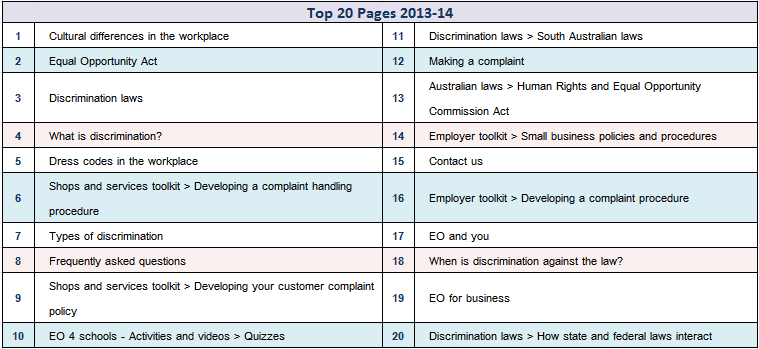 Top 20 Pages 2013-14
1 Cultural differences in the workplace 11 Discrimination laws > South Australian laws
2 Equal Opportunity Act 12 Making a complaint
3 Discrimination laws 13 Australian laws > Human Rights and Equal Opportunity
Commission Act
4 What is discrimination? 14 Employer toolkit > Small business policies and procedures
5 Dress codes in the workplace 15 Contact us
6 Shops and services toolkit > Developing a complaint handling
procedure 16 Employer toolkit > Developing a complaint procedure
7 Types of discrimination 17 EO and you
8 Frequently asked questions 18 When is discrimination against the law?
9 Shops and services toolkit > Developing your customer complaint
policy 19 EO for business
10 EO 4 schools - Activities and videos > Quizzes 20 Discrimination laws > How state and federal laws interact